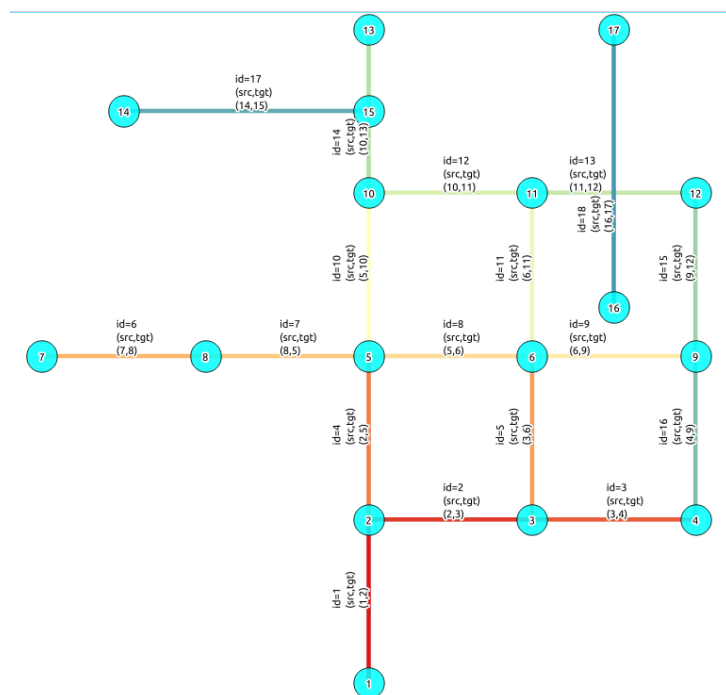 13
17
id=17
(src,tgt)
(14,15)
14
15
id=14
(src,tgt)
(10,13)
id=12
(src,tgt)
(10,11)
id=13
(src,tgt)
(11,12)
10
11
12
id=18
(src,tgt)
(16,17)
id=10
(src,tgt)
(5,10)
id=11
(src,tgt)
(6,11)
id=15
(src,tgt)
(9,12)
16
id=6
(src,tgt)
(7,8)
id=7
(src,tgt)
(8,5)
id=8
(src,tgt)
(5,6)
id=9
(src,tgt)
(6,9)
7
8
5
6
9
id=4
(src,tgt)
(2,5)
id=5
(src,tgt)
(3,6)
id=16
(src,tgt)
(4,9)
id=2
(src,tgt)
(2,3)
id=3
(src,tgt)
(3,4)
2
3
4
id=1
(src,tgt)
(1,2)
1